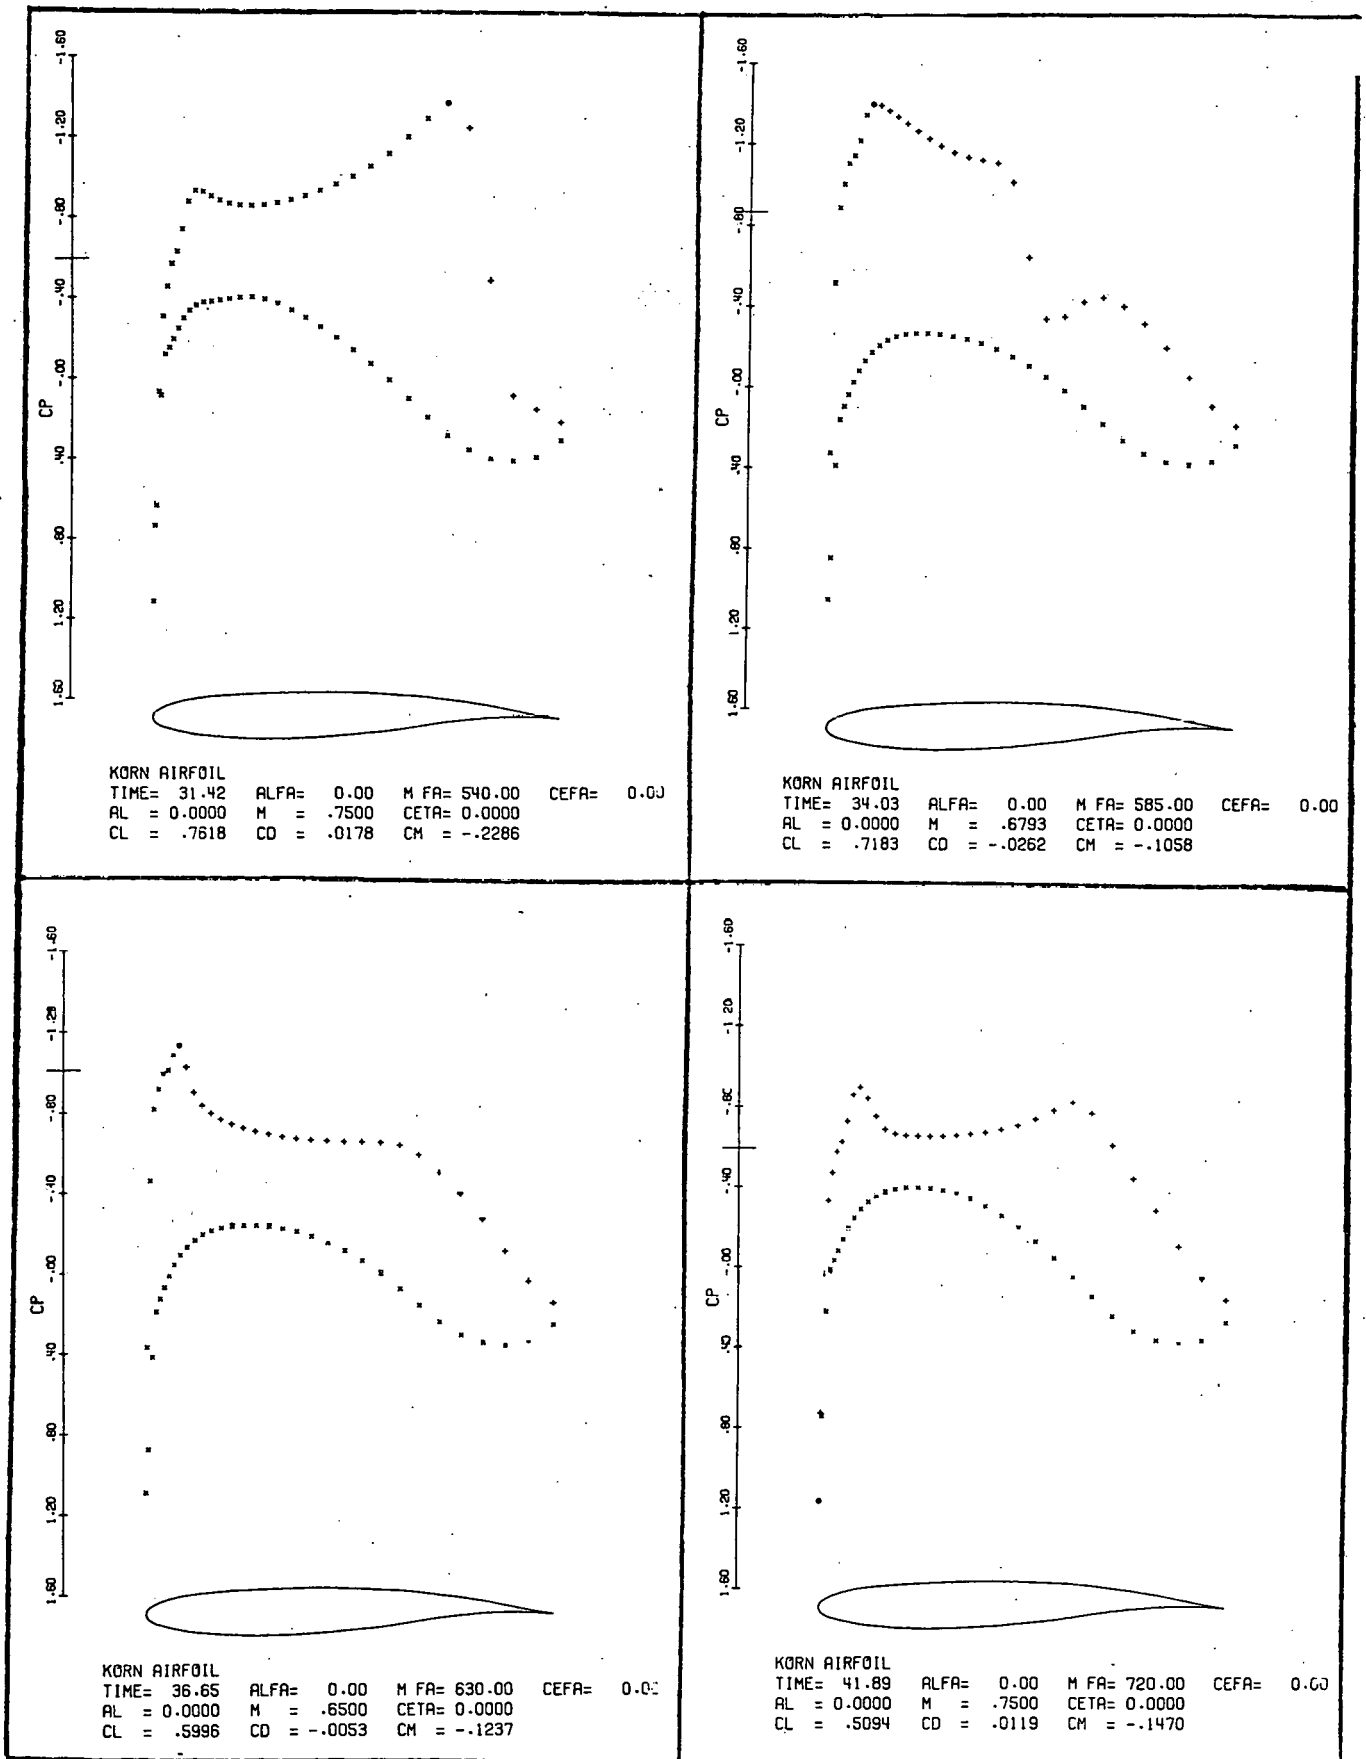 -1.60
-1.20
-.80
-.40
-.00
CP
.40
.80
1.20
1.60
KORN AIRFOIL
TIME= 31.42 ALFA= 0.00 M FA= 540.00 CEFA= 0.00
AL = 0.0000 M = .7500 CETA= 0.0000
CL = .7618 CD = .0178 CM = -.2286
-1.60
-1.20
-.80
-.40
-.00
CP
.40
.80
1.20
1.60
KORN AIRFOIL
TIME= 34.03 ALFA= 0.00 M FA= 585.00 CEFA= 0.00
AL = 0.0000 M = .6793 CETA= 0.0000
CL = .7183 CD = -.0262 CM = -.1058
-1.60
-1.20
-.80
-.40
-.00
CP
.40
.80
1.20
1.60
KORN AIRFOIL
TIME= 36.65 ALFA= 0.00 M FA= 630.00 CEFA= 0.00
AL = 0.0000 M = .6500 CETA= 0.0000
CL = .5996 CD = -.0053 CM = -.1237
-1.60
-1.20
-.80
-.40
-.00
CP
.40
.80
1.20
1.60
KORN AIRFOIL
TIME= 41.89 ALFA= 0.00 M FA= 720.00 CEFA= 0.00
AL = 0.0000 M = .7500 CETA= 0.0000
CL = .5094 CD = .0119 CM = -.1470